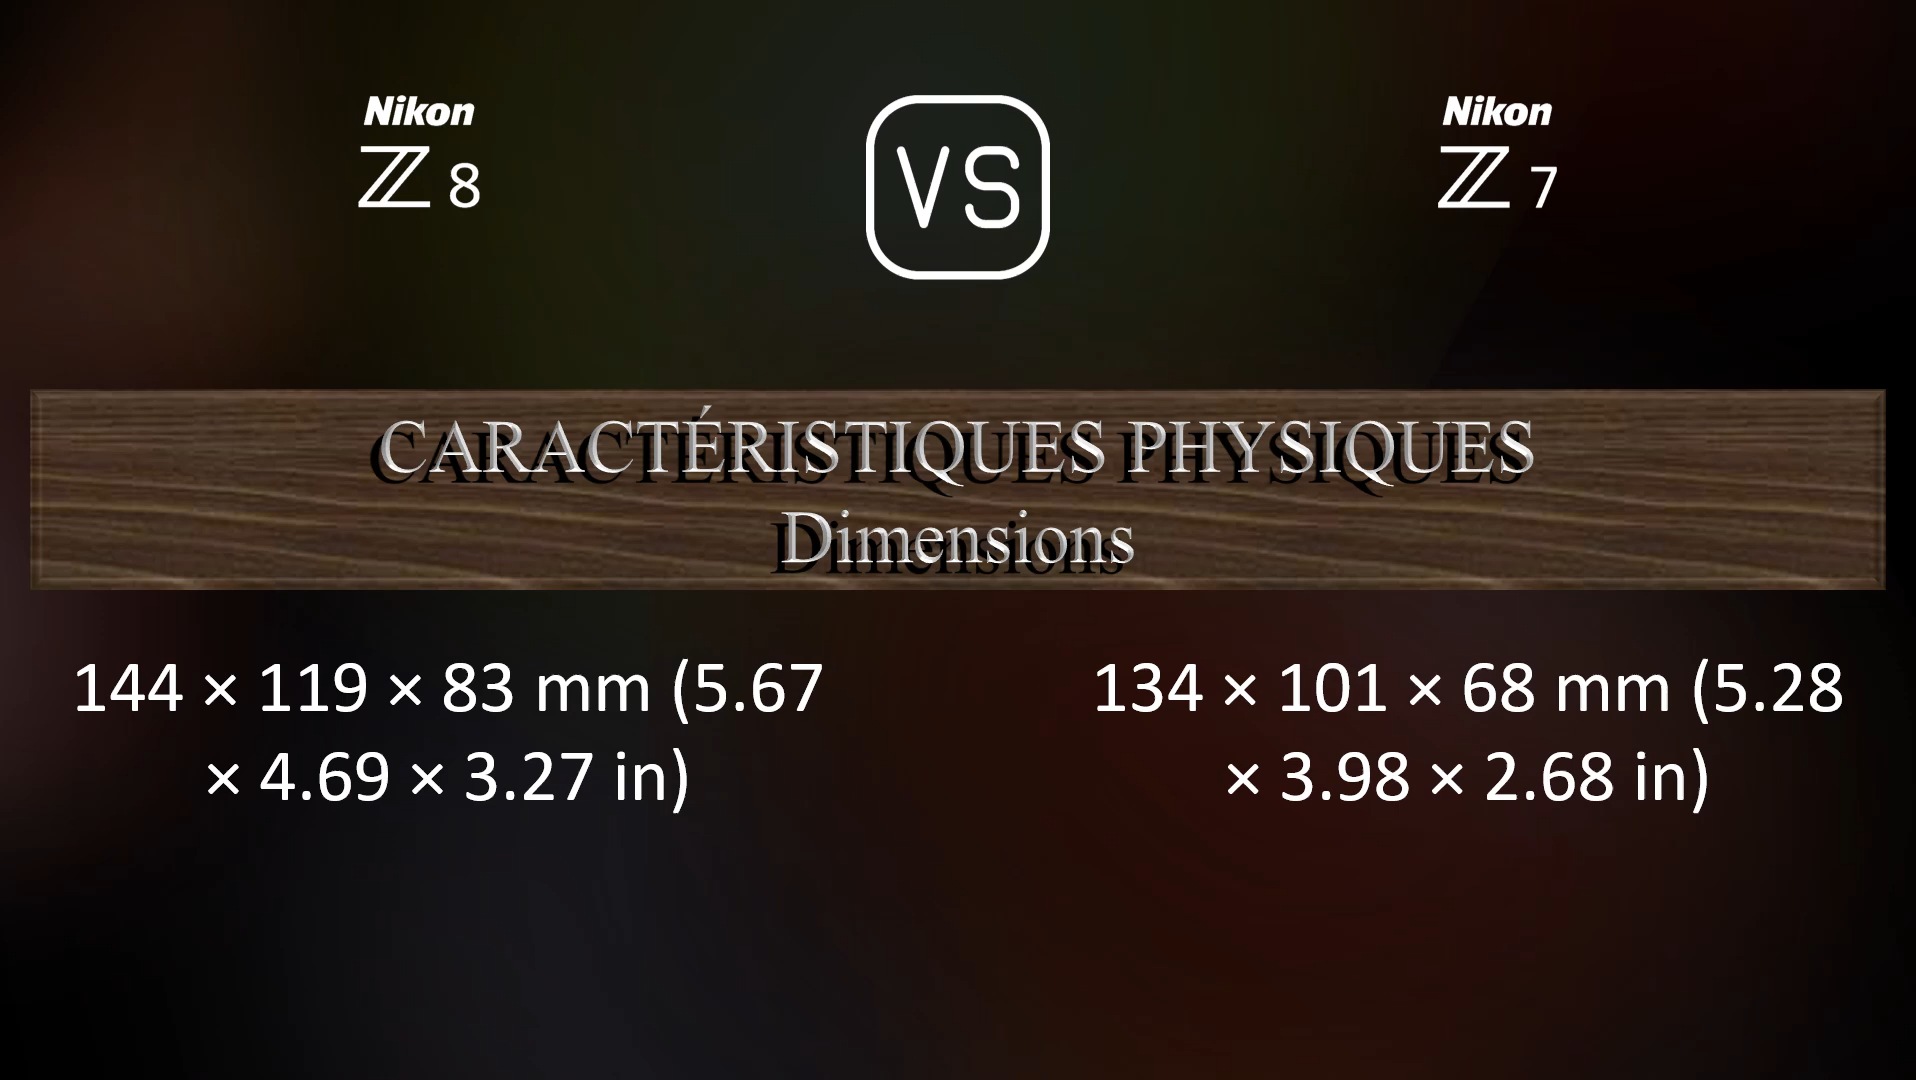 Nikon
Z 8
VS
Nikon
Z 7
CARACTÉRISTIQUES PHYSIQUES
Dimensions
144 × 119 × 83 mm (5.67
× 4.69 × 3.27 in)
134 × 101 × 68 mm (5.28
× 3.98 × 2.68 in)